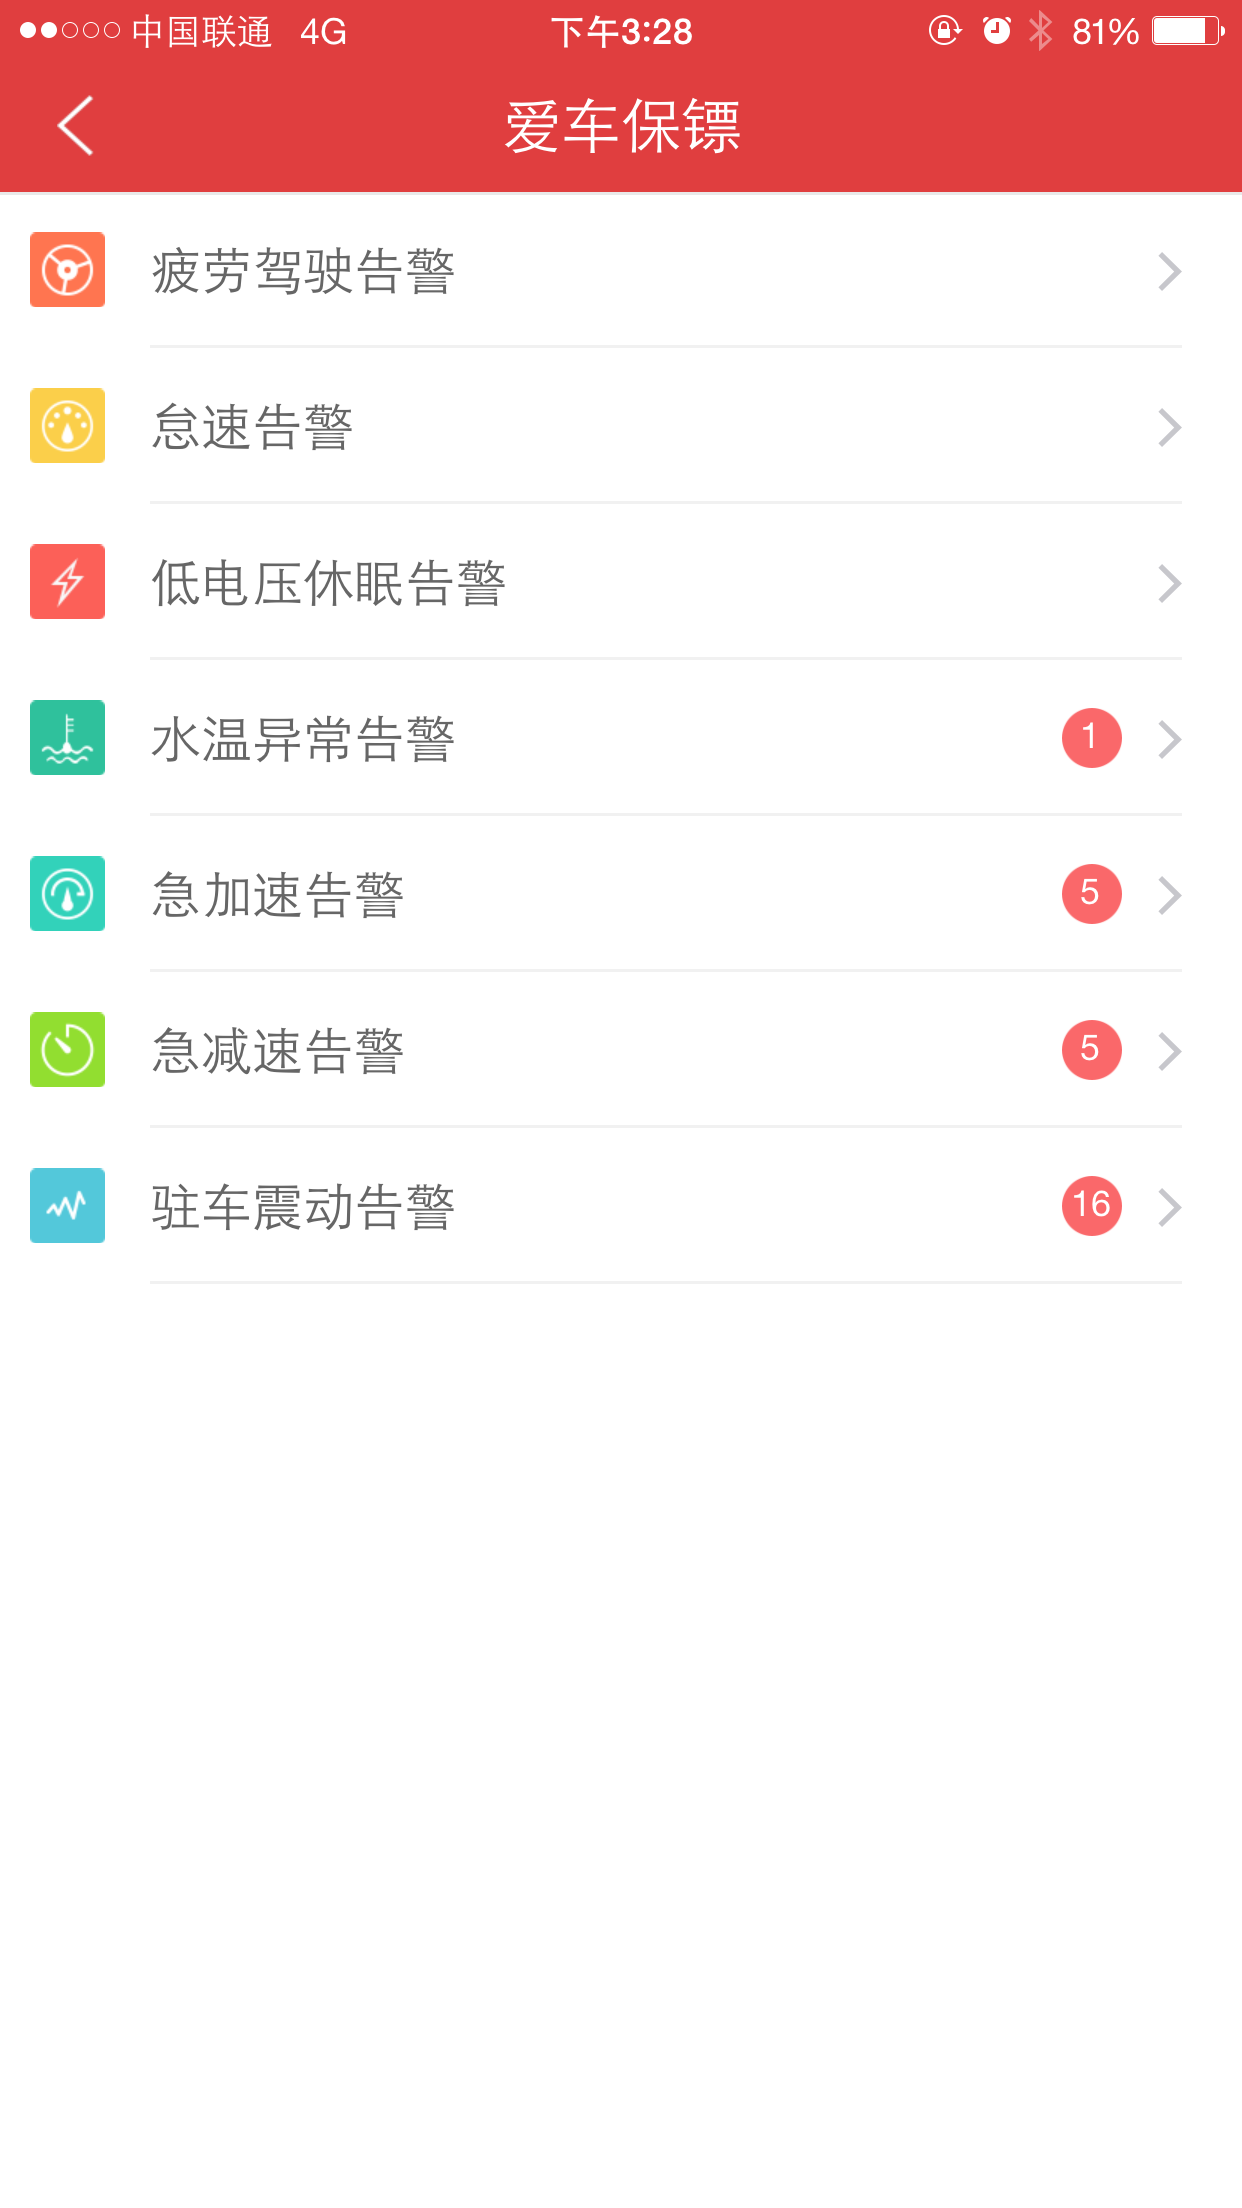 中国联通 4G 下午3:28 81%
爱车保镖
疲劳驾驶告警
怠速告警
低电压休眠告警
水温异常告警 1
急加速告警 5
急减速告警 5
驻车震动告警 16